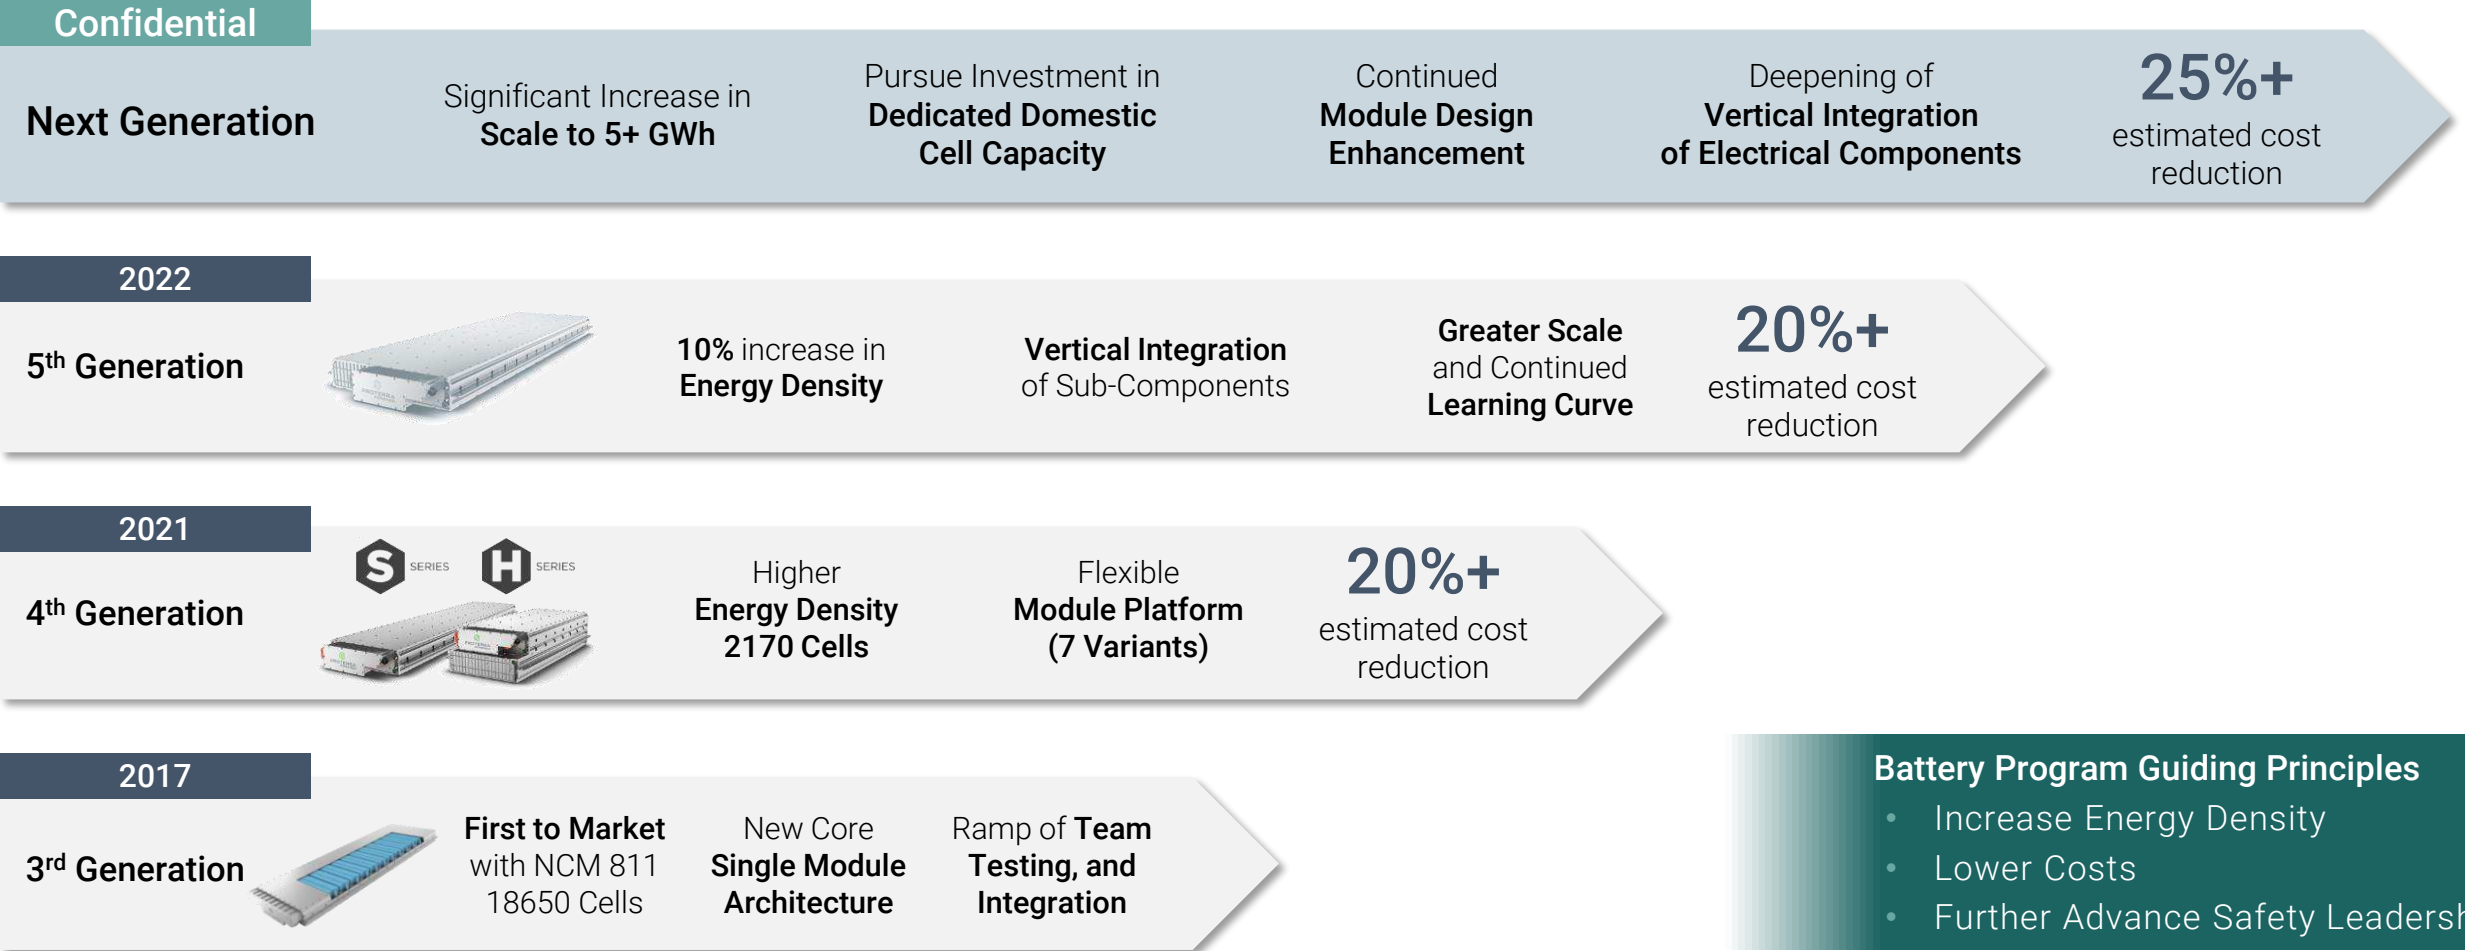 Confidential
Next Generation
Significant Increase in
Scale to 5+ GWh
Pursue Investment in
Dedicated Domestic
Cell Capacity
Continued
Module Design
Enhancement
Deepening of
Vertical Integration
of Electrical Components
25%+
estimated cost
reduction
2022
5th Generation
10% increase in
Energy Density
Vertical Integration
of Sub-Components
Greater Scale
and Continued
Learning Curve
20%+
estimated cost
reduction
2021
4th Generation
S SERIES
H SERIES
Higher
Energy Density
2170 Cells
Flexible
Module Platform
(7 Variants)
20%+
estimated cost
reduction
2017
3rd Generation
First to Market
with NCM 811
18650 Cells
New Core
Single Module
Architecture
Ramp of Team
Testing, and
Integration
Battery Program Guiding Principles
• Increase Energy Density
• Lower Costs
• Further Advance Safety